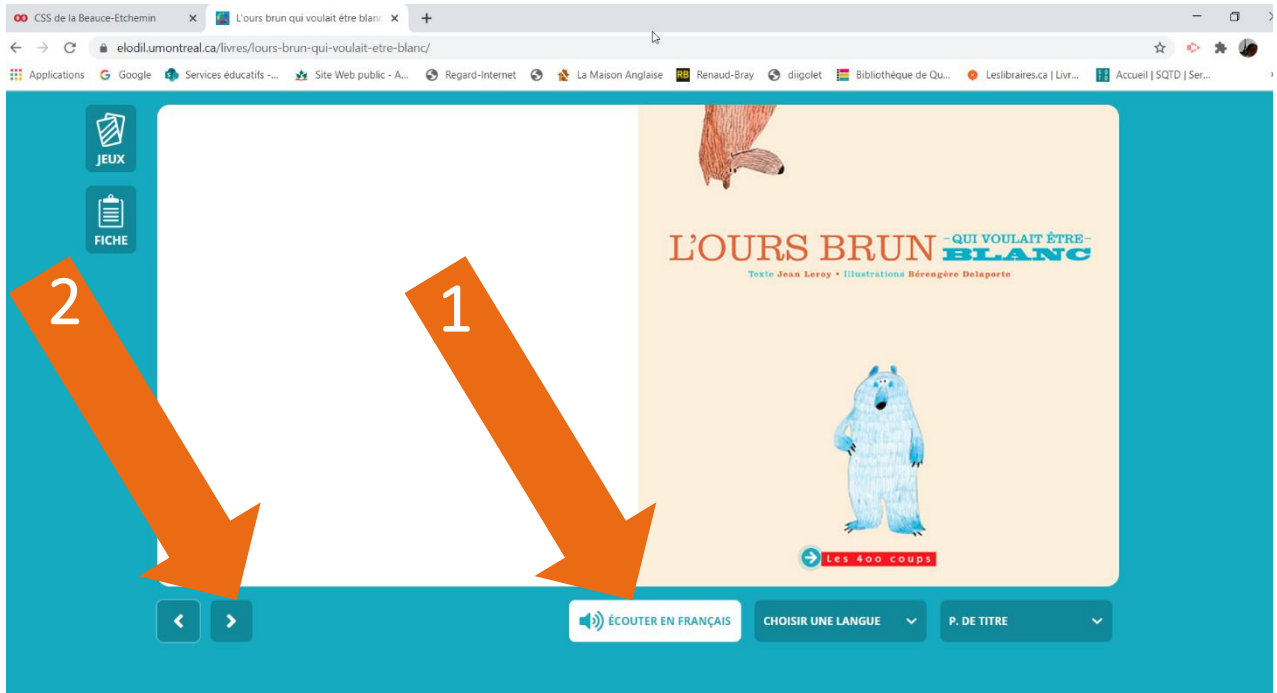 CSS de la Beauce-Etchemin
L'ours brun qui voulait être blanc
elodil.umontreal.ca/livres/lours-brun-qui-voulait-etre-blanc/
Applications
Google
Services éducatifs -...
Site Web public - A...
Regard-Internet
La Maison Anglaise
RB
Renaud-Bray
diigolet
Bibliothèque de Qu...
Leslibraires.ca | Livr...
Accueil | SQTD | Ser...
JEUX
FICHE
L'OURS BRUN -QUI VOULAIT ÊTRE-
BLANC
Texte Jean Leroy • Illustrations Bérengère Delaporte
2
1
Les 400 coups
ÉCOUTER EN FRANÇAIS
CHOISIR UNE LANGUE
P. DE TITRE